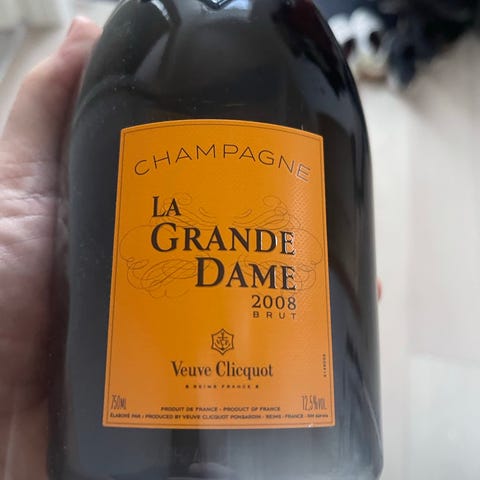 CHAMPAGNE
LA
GRANDE
DAME
2008
BRUT
Veuve Clicquot
REIMS FRANCE
750Ml 12,5%VOL
PRODUIT DE FRANCE - PRODUCT OF FRANCE
ÉLABORÉ PAR - PRODUCED BY VEUVE CLICQUOT PONSARDIN - REIMS - FRANCE -